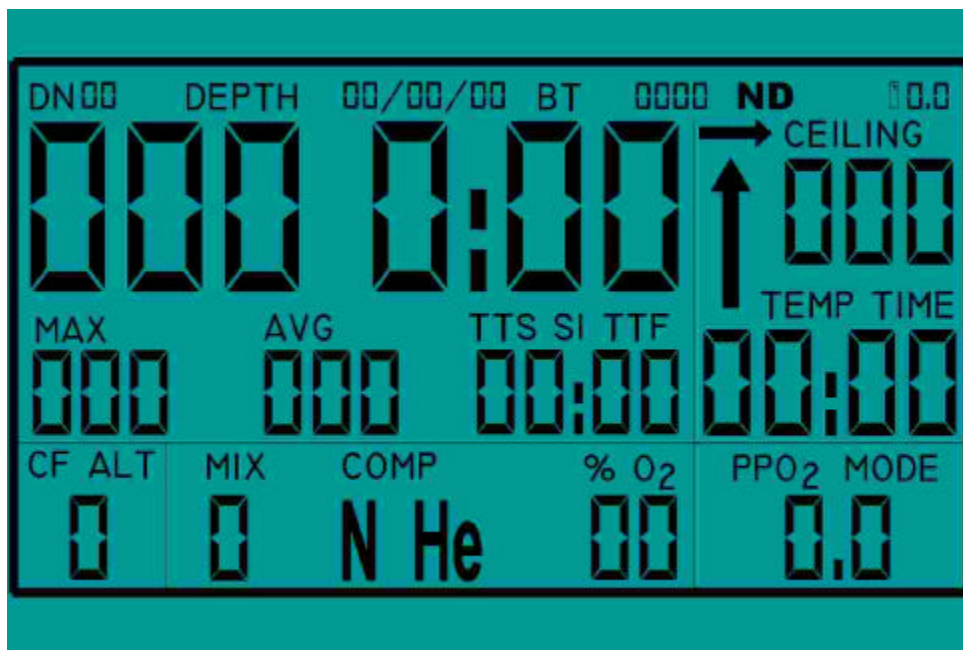 DN00 DEPTH 00/00/00 BT 0000 ND 10.0
000 0:00
CEILING
000
MAX AVG TTS SI TTF
000 000 00:00
TEMP TIME
00:00
CF ALT MIX COMP % O2 PPO2 MODE
0 0 N He 00 0.0